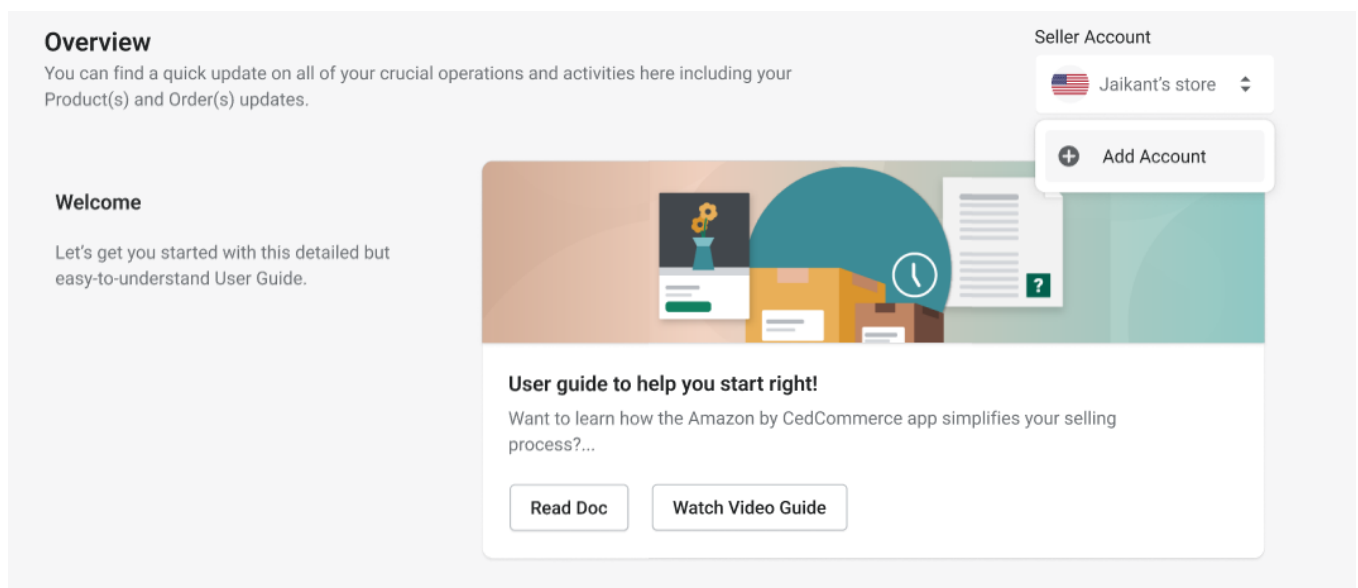 Overview
You can find a quick update on all of your crucial operations and activities here including your
Product(s) and Order(s) updates.
Seller Account
Jaikant's store
Add Account
Welcome
Let's get you started with this detailed but
easy-to-understand User Guide.
?
User guide to help you start right!
Want to learn how the Amazon by CedCommerce app simplifies your selling
process?...
Read Doc
Watch Video Guide